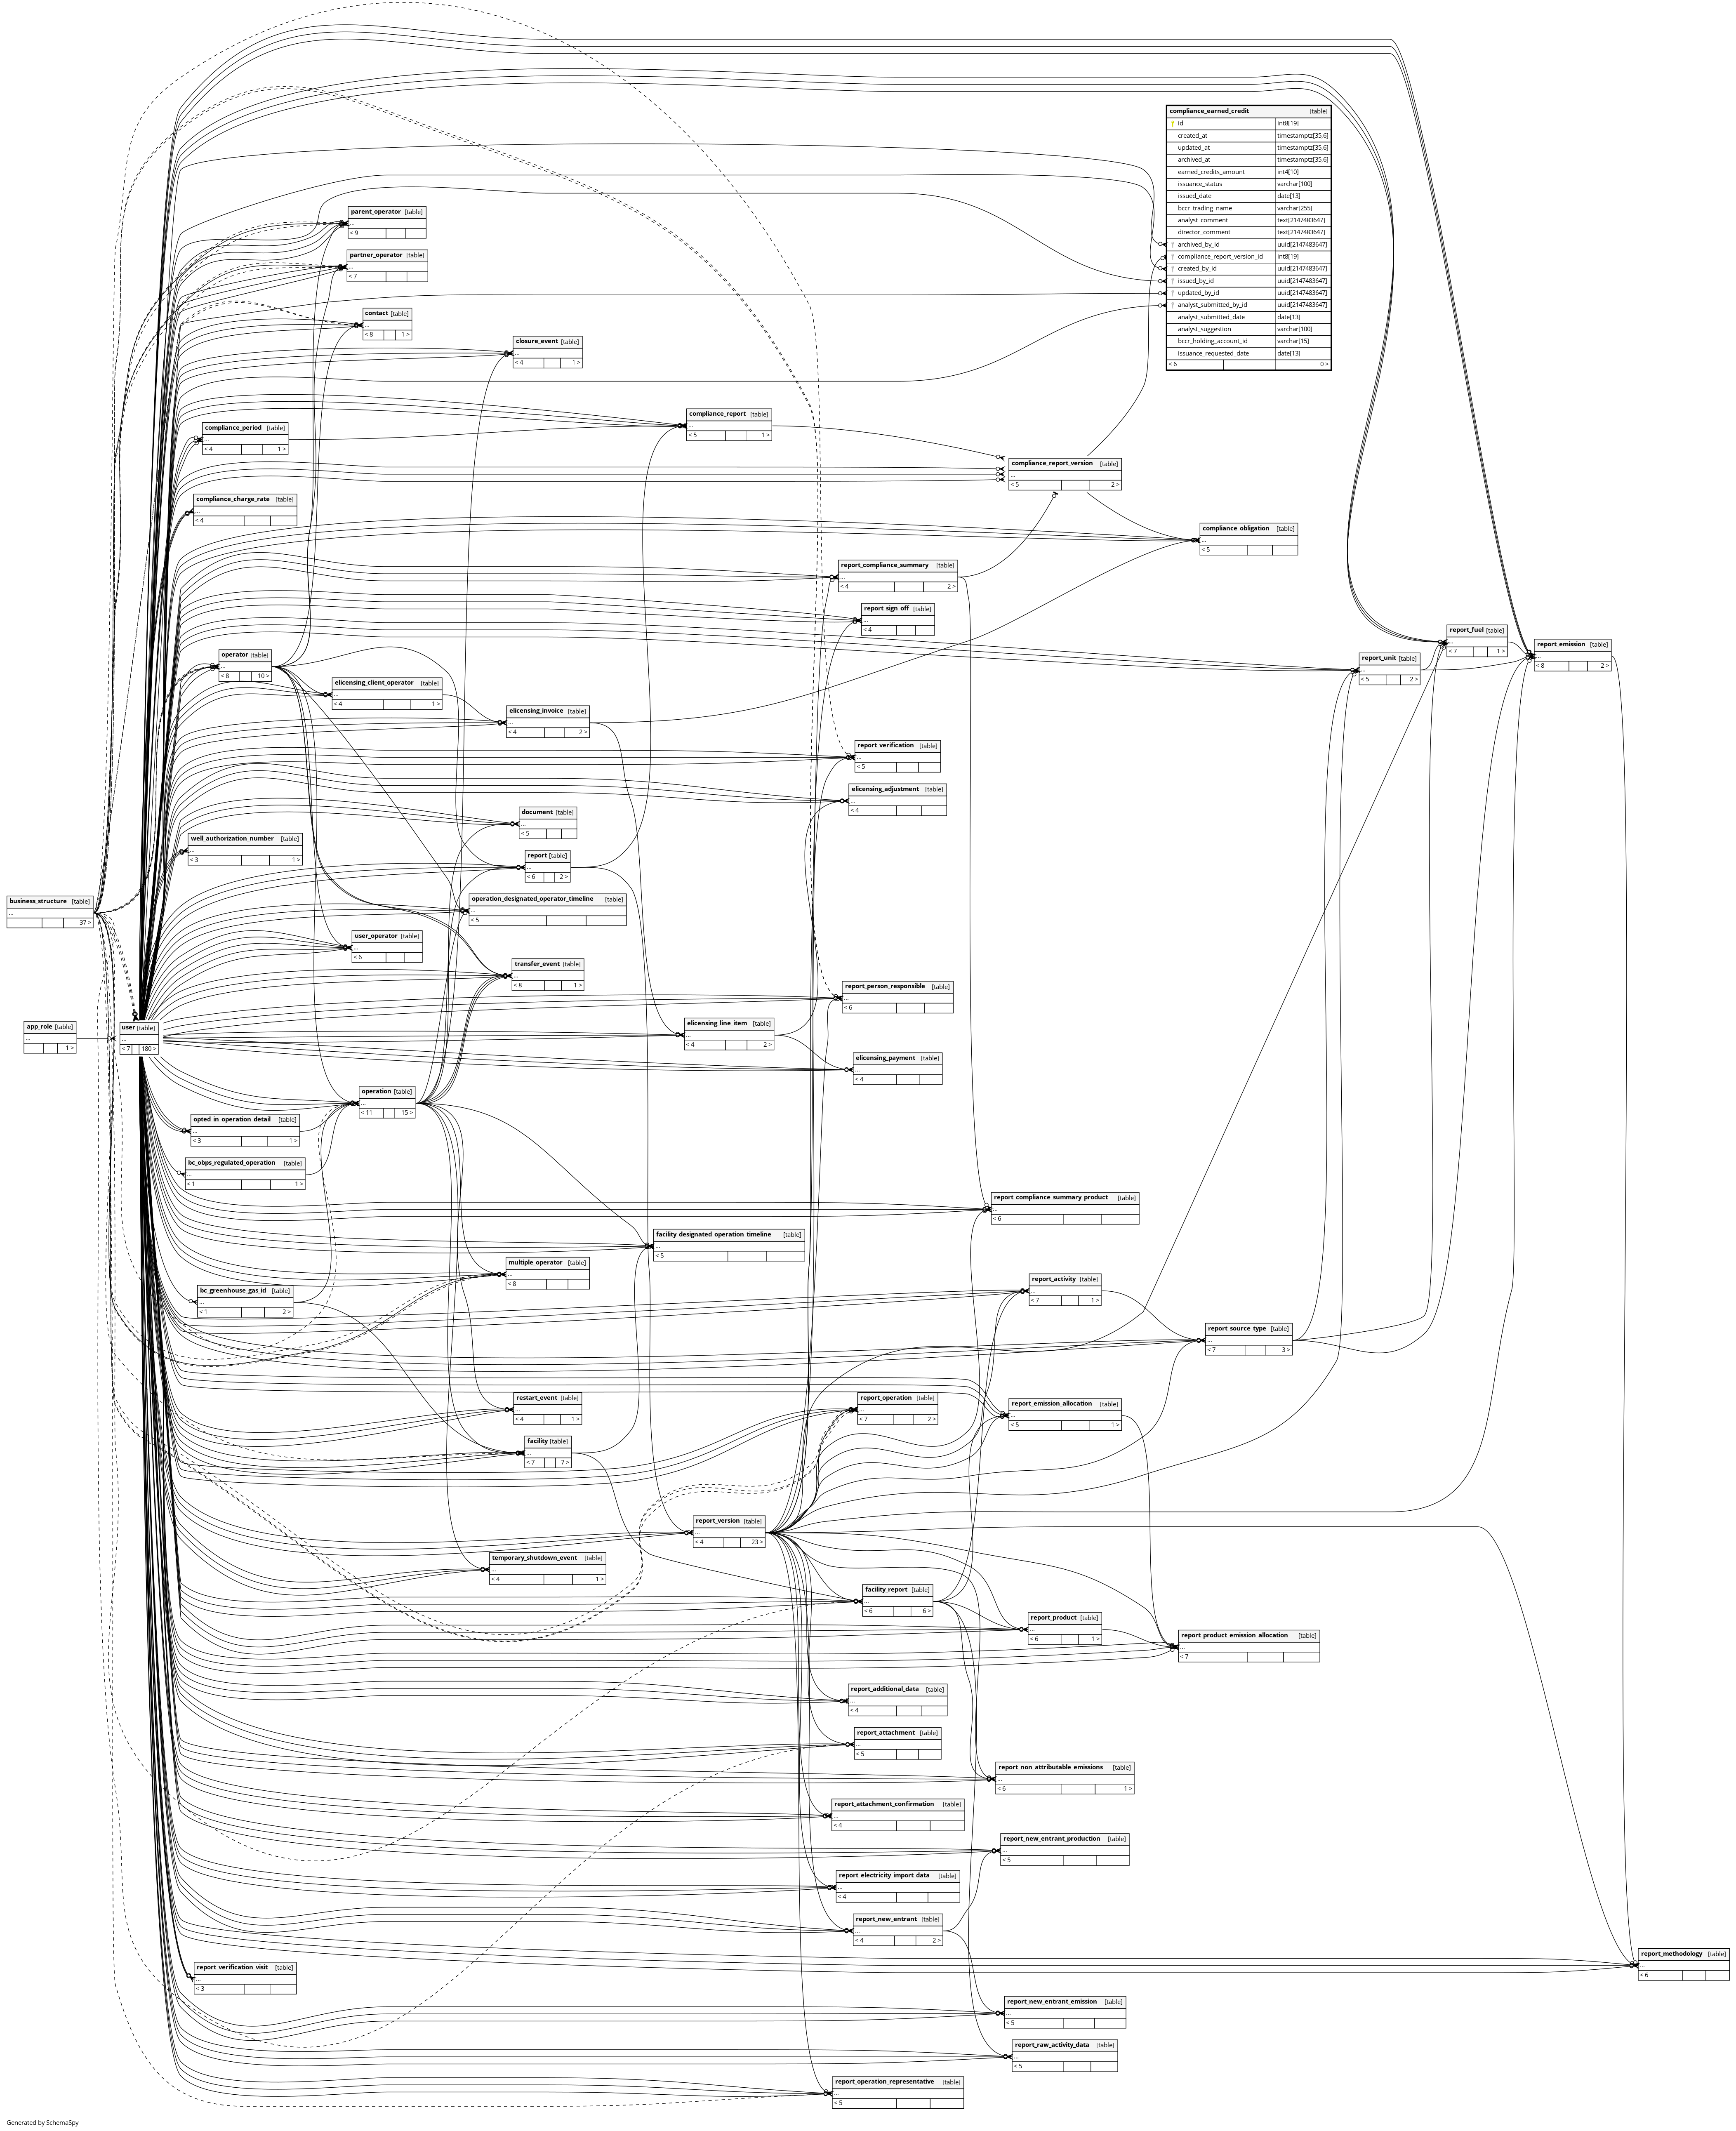 compliance_earned_credit [table]
id int8[19]
created_at timestamptz[35,6]
updated_at timestamptz[35,6]
archived_at timestamptz[35,6]
earned_credits_amount int4[10]
issuance_status varchar[100]
issued_date date[13]
bccr_trading_name varchar[255]
analyst_comment text[2147483647]
director_comment text[2147483647]
archived_by_id uuid[2147483647]
compliance_report_version_id int8[19]
created_by_id uuid[2147483647]
issued_by_id uuid[2147483647]
updated_by_id uuid[2147483647]
analyst_submitted_by_id uuid[2147483647]
analyst_submitted_date date[13]
analyst_suggestion varchar[100]
bccr_holding_account_id varchar[15]
issuance_requested_date date[13]
< 6 0 >
parent_operator [table]
...
< 9
partner_operator [table]
...
< 7
contact [table]
...
< 8 1 >
closure_event [table]
...
< 4 1 >
compliance_report [table]
...
< 5 1 >
compliance_period [table]
...
< 4 1 >
compliance_report_version [table]
...
< 5 2 >
compliance_charge_rate [table]
...
< 4
compliance_obligation [table]
...
< 5
report_compliance_summary [table]
...
< 4 2 >
report_sign_off [table]
...
< 4
report_fuel [table]
...
< 7 1 >
report_emission [table]
...
< 8 2 >
operator [table]
...
< 8 10 >
report_unit [table]
...
< 5 2 >
elicensing_client_operator [table]
...
< 4 1 >
elicensing_invoice [table]
...
< 4 2 >
report_verification [table]
...
< 5
elicensing_adjustment [table]
...
< 4
document [table]
...
< 5
well_authorization_number [table]
...
< 3 1 >
report [table]
...
< 6 2 >
business_structure [table]
...
37 >
operation_designated_operator_timeline [table]
...
< 5
user_operator [table]
...
< 6
transfer_event [table]
...
< 8 1 >
report_person_responsible [table]
...
< 6
app_role [table]
...
1 >
user [table]
...
< 7 180 >
elicensing_line_item [table]
...
< 4 2 >
elicensing_payment [table]
...
< 4
operation [table]
...
< 11 15 >
opted_in_operation_detail [table]
...
< 3 1 >
bc_obps_regulated_operation [table]
...
< 1 1 >
report_compliance_summary_product [table]
...
< 6
facility_designated_operation_timeline [table]
...
< 5
multiple_operator [table]
...
< 8
bc_greenhouse_gas_id [table]
...
< 1 2 >
report_activity [table]
...
< 7 1 >
report_source_type [table]
...
< 7 3 >
restart_event [table]
...
< 4 1 >
report_operation [table]
...
< 7 2 >
report_emission_allocation [table]
...
< 5 1 >
facility [table]
...
< 7 7 >
report_version [table]
...
< 4 23 >
temporary_shutdown_event [table]
...
< 4 1 >
facility_report [table]
...
< 6 6 >
report_product [table]
...
< 6 1 >
report_product_emission_allocation [table]
...
< 7
report_additional_data [table]
...
< 4
report_attachment [table]
...
< 5
report_non_attributable_emissions [table]
...
< 6 1 >
report_attachment_confirmation [table]
...
< 4
report_new_entrant_production [table]
...
< 5
report_electricity_import_data [table]
...
< 4
report_new_entrant [table]
...
< 4 2 >
report_methodology [table]
...
< 6
report_verification_visit [table]
...
< 3
report_new_entrant_emission [table]
...
< 5
report_raw_activity_data [table]
...
< 5
report_operation_representative [table]
...
< 5
Generated by SchemaSpy